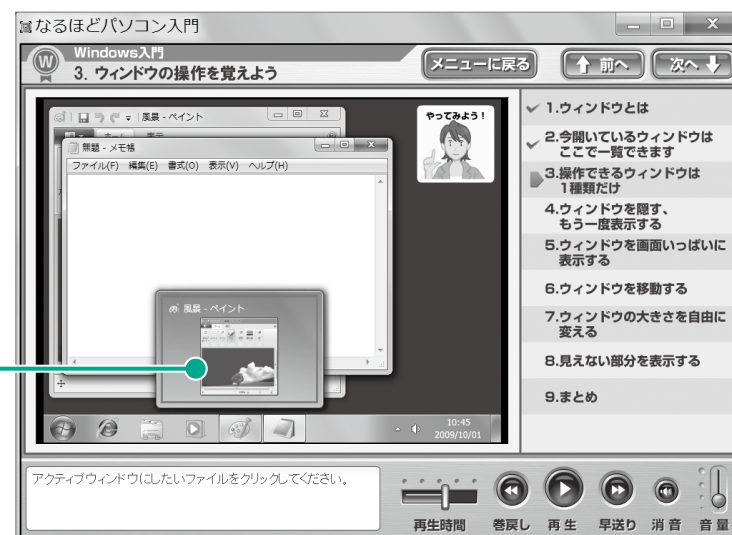 なるほどパソコン入門
W
Windows入門
3. ウィンドウの操作を覚えよう
メニューに戻る
前へ
次へ
風景 - ペイント
ホーム 表示
無題 - メモ帳
ファイル(F) 編集(E) 書式(O) 表示(V) ヘルプ(H)
やってみよう!
風景 - ペイント
10:45
2009/10/01
1.ウィンドウとは
2.今開いているウィンドウは
ここで一覧できます
3.操作できるウィンドウは
1種類だけ
4.ウィンドウを隠す、
もう一度表示する
5.ウィンドウを画面いっぱいに
表示する
6.ウィンドウを移動する
7.ウィンドウの大きさを自由に
変える
8.見えない部分を表示する
9.まとめ
アクティブウィンドウにしたいファイルをクリックしてください。
再生時間 巻戻し 再生 早送り 消音 音量